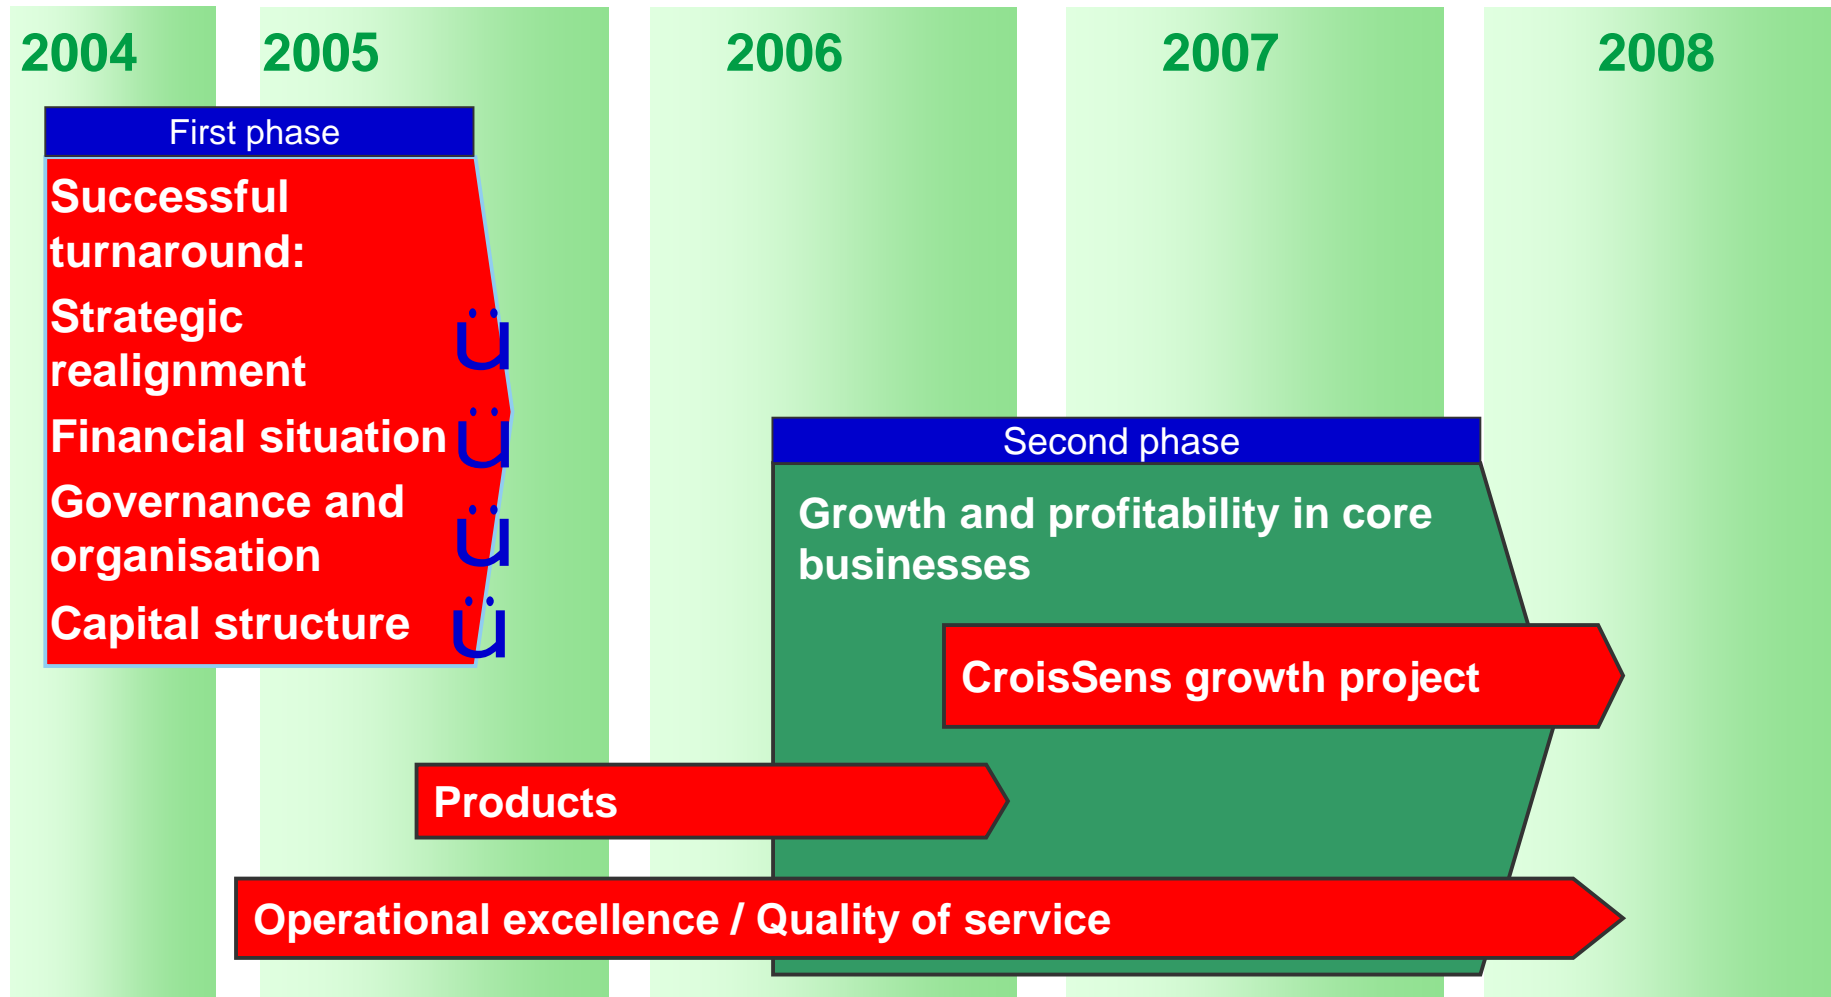 2004 2005 2006 2007 2008
First phase
Successful
turnaround:
Strategic
realignment ü
Financial situation ü
Governance and
organisation ü
Capital structure ü
Second phase
Growth and profitability in core
businesses
CroisSens growth project
Products
Operational excellence / Quality of service